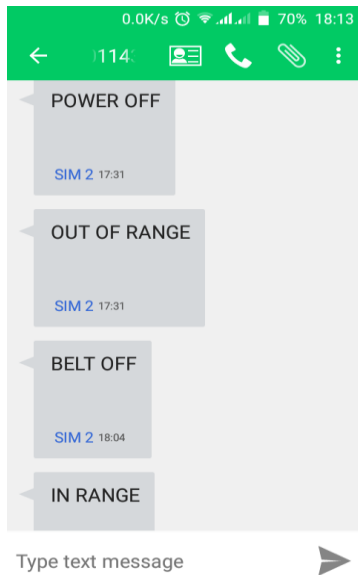 0.0K/s 70% 18:13
0114
POWER OFF
SIM 2 17:31
OUT OF RANGE
SIM 2 17:31
BELT OFF
SIM 2 18:04
IN RANGE
Type text message